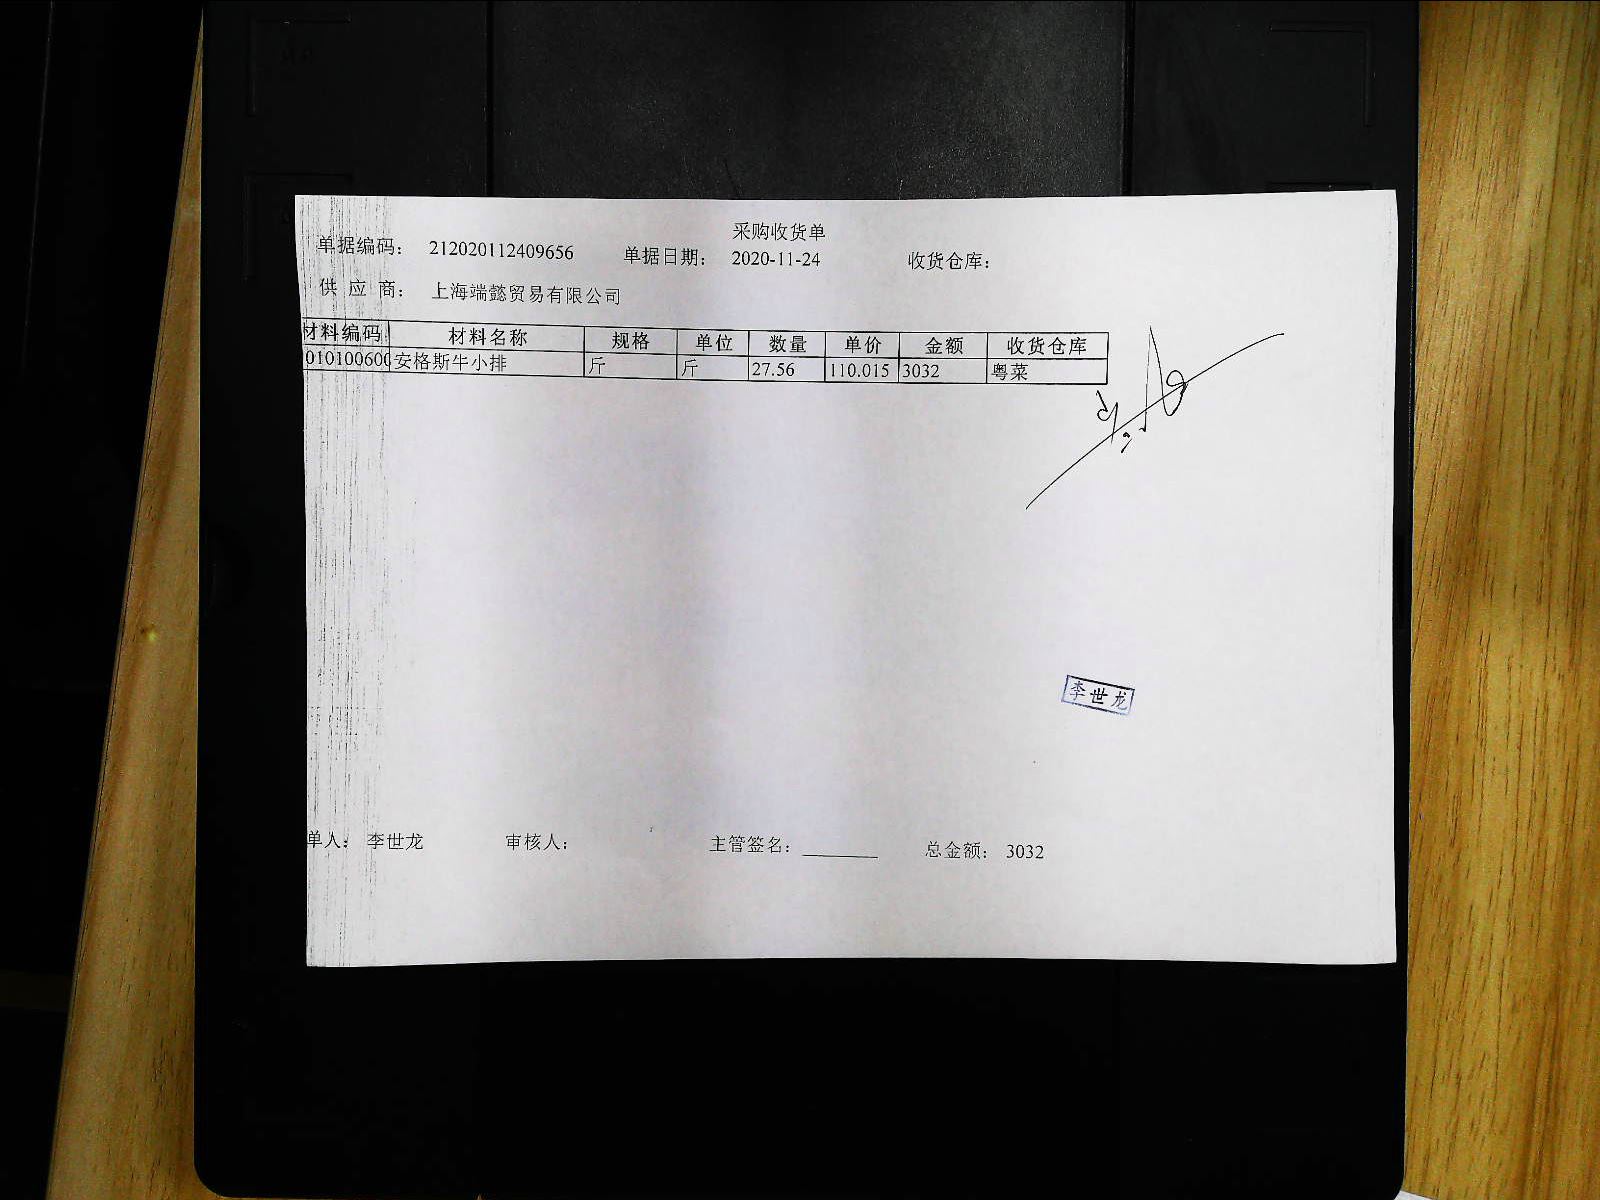 采购收货单
单据编码： 212020112409656 单据日期： 2020-11-24 收货仓库：
供 应 商： 上海端懿贸易有限公司
材料编码 材料名称 规格 单位 数量 单价 金额 收货仓库
010100600 安格斯牛小排 斤 斤 27.56 110.015 3032 粤菜
李世龙
单人： 李世龙 审核人： 主管签名： 总金额： 3032